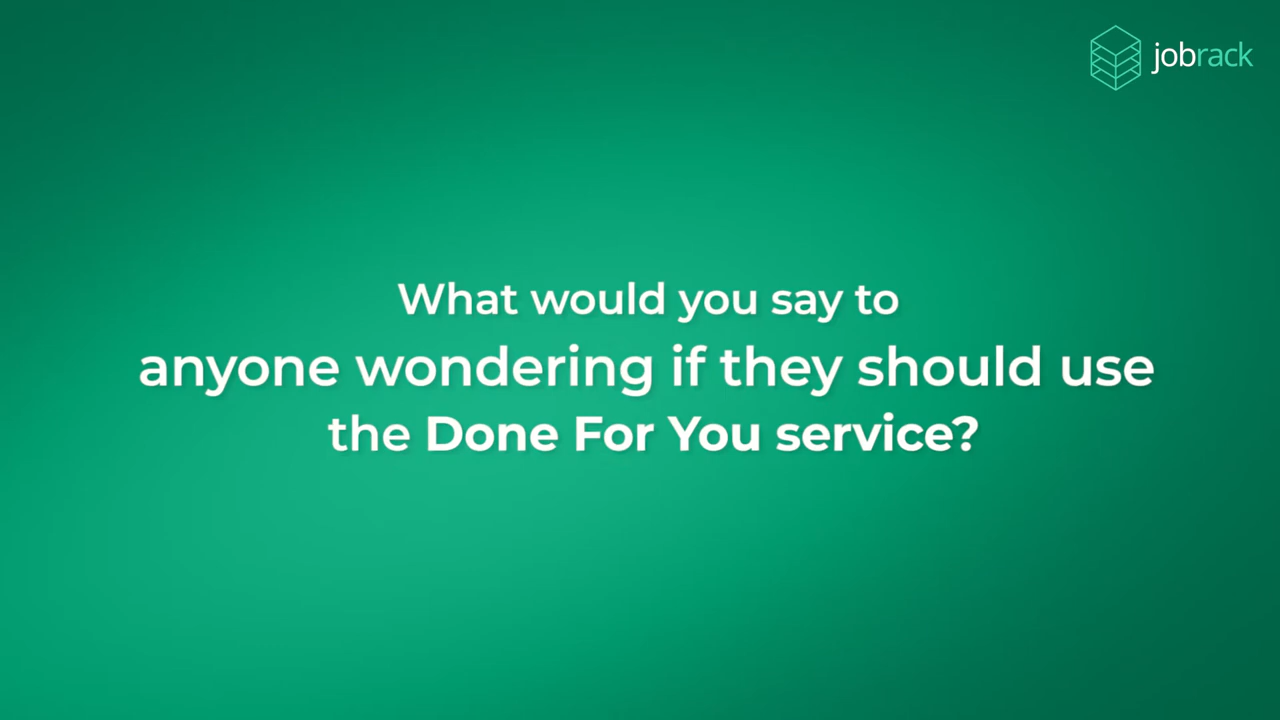 jobrack
What would you say to
anyone wondering if they should use
the Done For You service?